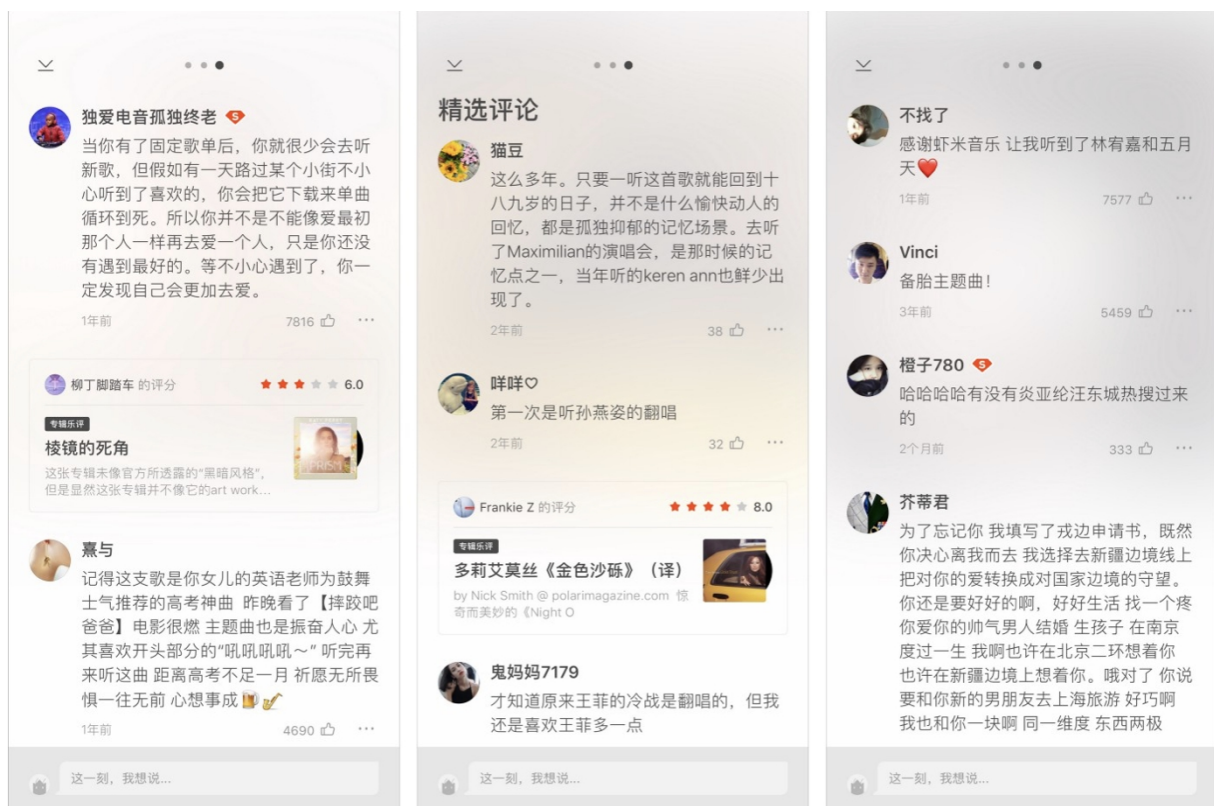 独爱电音孤独终老
当你有了固定歌单后，你就很少会去听
新歌，但假如有一天路过某个小街不小
心听到了喜欢的，你会把它下载来单曲
循环到死。所以你并不是不能像爱最初
那个人一样再去爱一个人，只是你还没
有遇到最好的。等不小心遇到了，你一
定发现自己会更加去爱。
1年前 7816
柳丁脚踏车 的评分 6.0
专辑乐评
棱镜的死角
这张专辑未像官方所透露的“黑暗风格”，
但是显然这张专辑并不像它的art work...
PRISM
熹与
记得这支歌是你女儿的英语老师为鼓舞
士气推荐的高考神曲 昨晚看了【摔跤吧
爸爸】电影很燃 主题曲也是振奋人心 尤
其喜欢开头部分的“吼吼吼吼～” 听完再
来听这曲 距离高考不足一月 祈愿无所畏
惧一往无前 心想事成🍺🎷
1年前 4690
这一刻，我想说...
精选评论
猫豆
这么多年。只要一听这首歌就能回到十
八九岁的日子，并不是什么愉快动人的
回忆，都是孤独抑郁的记忆场景。去听
了Maximilian的演唱会，是那时候的记
忆点之一，当年听的keren ann也鲜少出
现了。
2年前 38
咩咩♡
第一次是听孙燕姿的翻唱
2年前 32
Frankie Z 的评分 8.0
专辑乐评
多莉艾莫丝《金色沙砾》（译）
by Nick Smith @ polarimagazine.com 惊
奇而美妙的《Night O
鬼妈妈7179
才知道原来王菲的冷战是翻唱的，但我
还是喜欢王菲多一点
这一刻，我想说...
不找了
感谢虾米音乐 让我听到了林宥嘉和五月
天❤️
1年前 7577
Vinci
备胎主题曲！
3年前 5459
橙子780
哈哈哈哈有没有炎亚纶汪东城热搜过来
的
2个月前 333
芥蒂君
为了忘记你 我填写了戎边申请书，既然
你决心离我而去 我选择去新疆边境线上
把对你的爱转换成对国家边境的守望。
你还是要好好的啊，好好生活 找一个疼
你爱你的帅气男人结婚 生孩子 在南京
度过一生 我啊也许在北京二环想着你
也许在新疆边境上想着你。哦对了 你说
要和你新的男朋友去上海旅游 好巧啊
我也和你一块啊 同一维度 东西两极
这一刻，我想说...